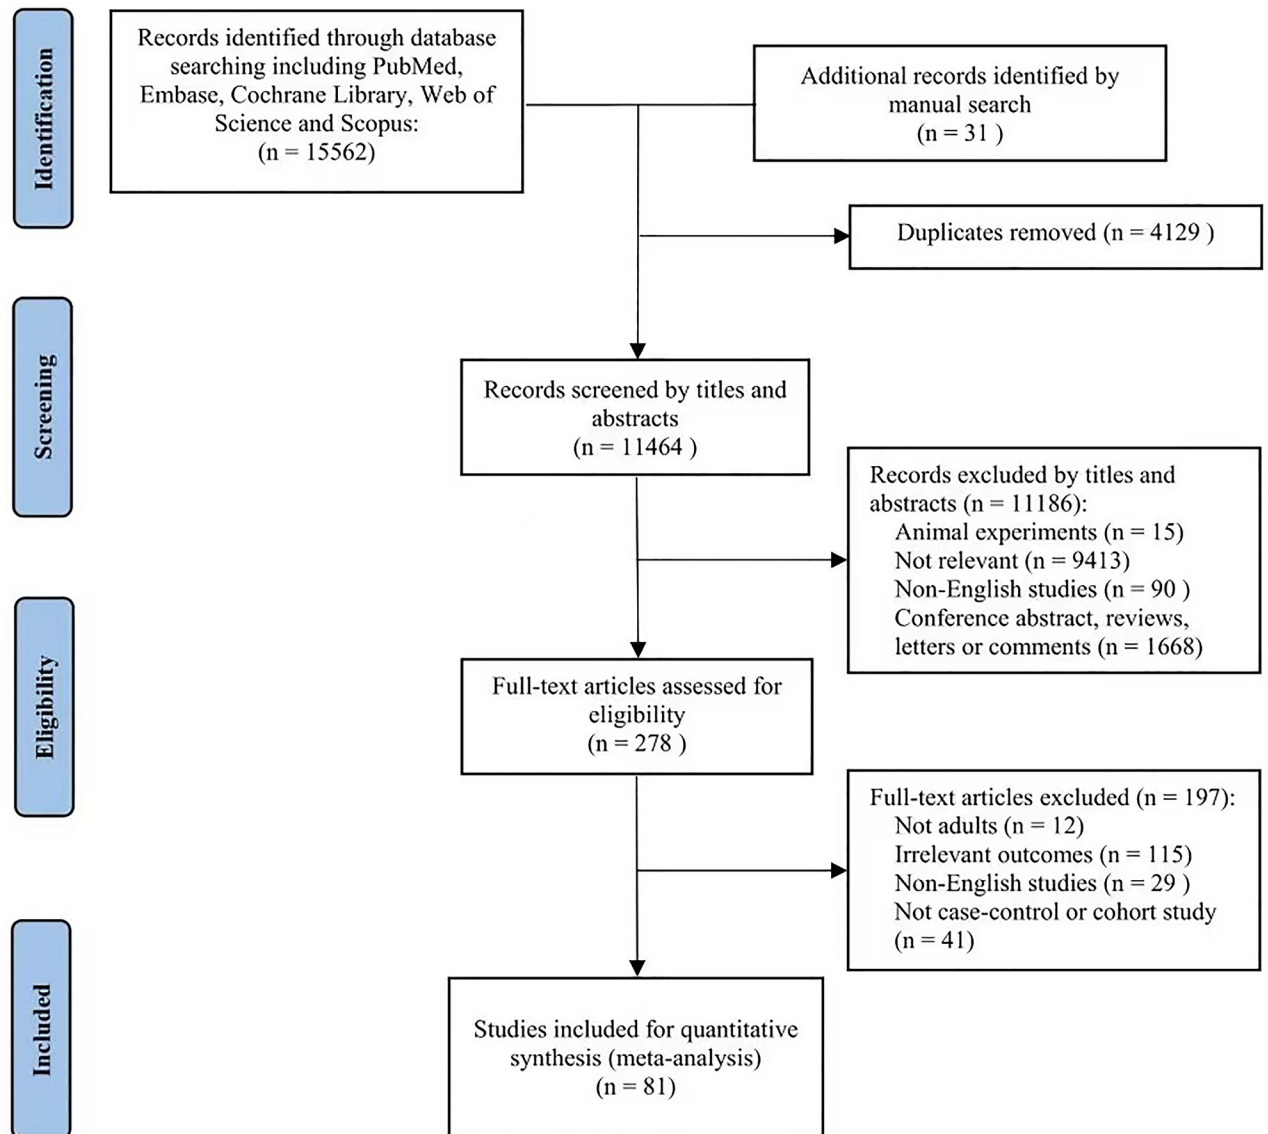 Identification
Records identified through database
searching including PubMed,
Embase, Cochrane Library, Web of
Science and Scopus:
(n = 15562)
Additional records identified by
manual search
(n = 31 )
Duplicates removed (n = 4129 )
Screening
Records screened by titles and
abstracts
(n = 11464 )
Records excluded by titles and
abstracts (n = 11186):
Animal experiments (n = 15)
Not relevant (n = 9413)
Non-English studies (n = 90 )
Conference abstract, reviews,
letters or comments (n = 1668)
Eligibility
Full-text articles assessed for
eligibility
(n = 278 )
Full-text articles excluded (n = 197):
Not adults (n = 12)
Irrelevant outcomes (n = 115)
Non-English studies (n = 29 )
Not case-control or cohort study
(n = 41)
Included
Studies included for quantitative
synthesis (meta-analysis)
(n = 81)